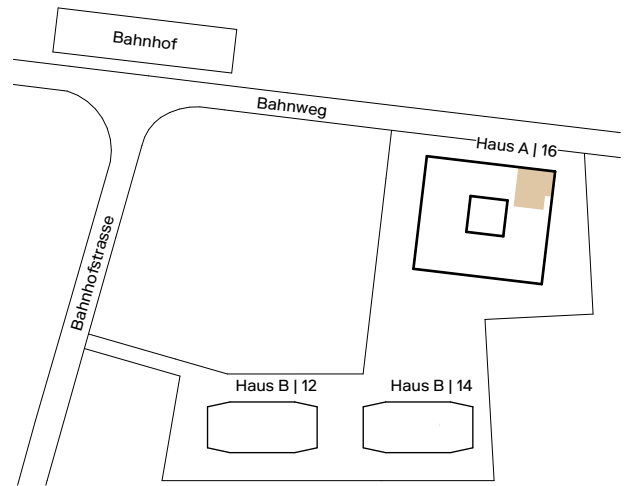 Bahnhof
Bahnweg
Haus A | 16
Bahnhofstrasse
Haus B | 12
Haus B | 14